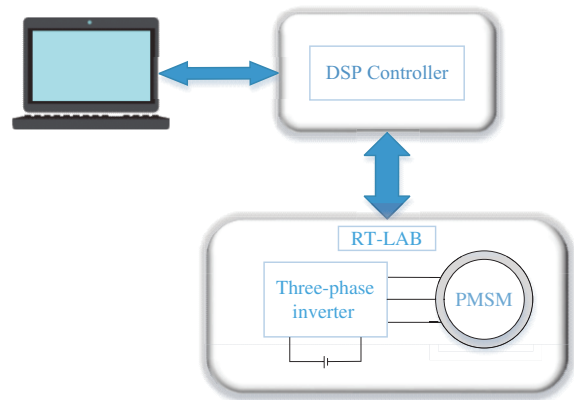 DSP Controller
RT-LAB
Three-phase
inverter
PMSM